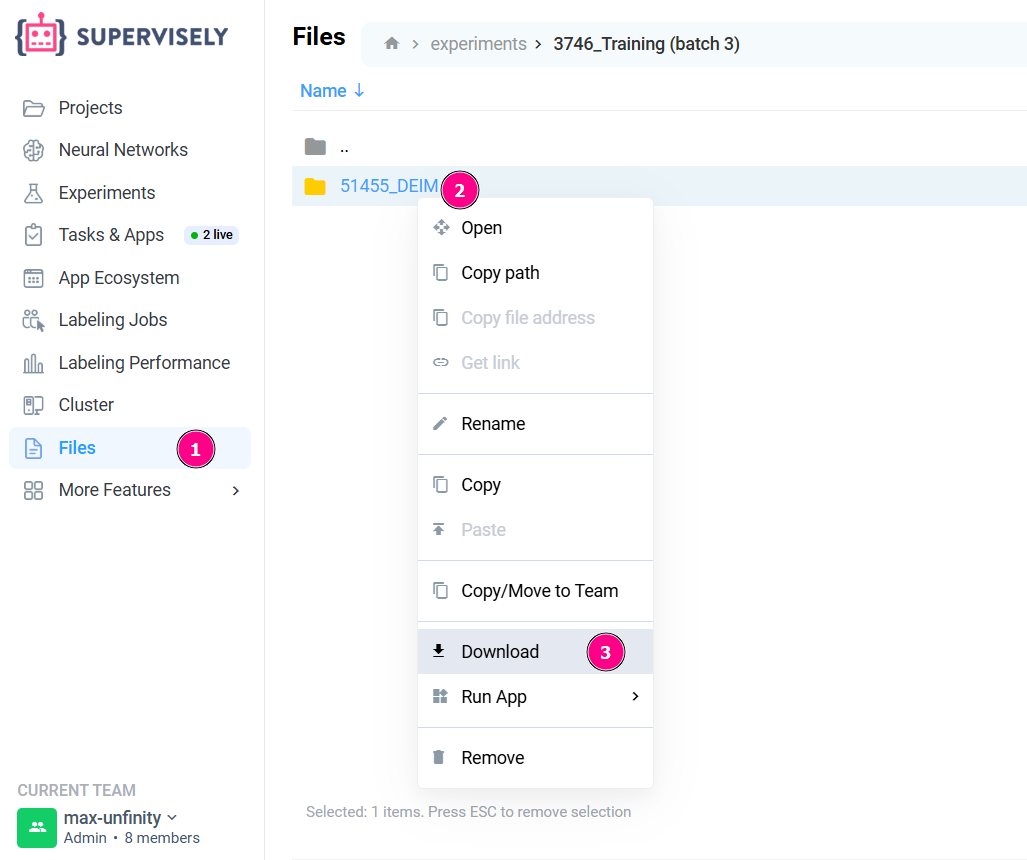 SUPERVISELY
Projects
Neural Networks
Experiments
Tasks & Apps 2 live
App Ecosystem
Labeling Jobs
Labeling Performance
Cluster
Files 1
More Features >
CURRENT TEAM
max-unfinity
Admin • 8 members
Files > experiments > 3746_Training (batch 3)
Name ↓
..
51455_DEIM 2
Open
Copy path
Copy file address
Get link
Rename
Copy
Paste
Copy/Move to Team
Download 3
Run App >
Remove
Selected: 1 items. Press ESC to remove selection